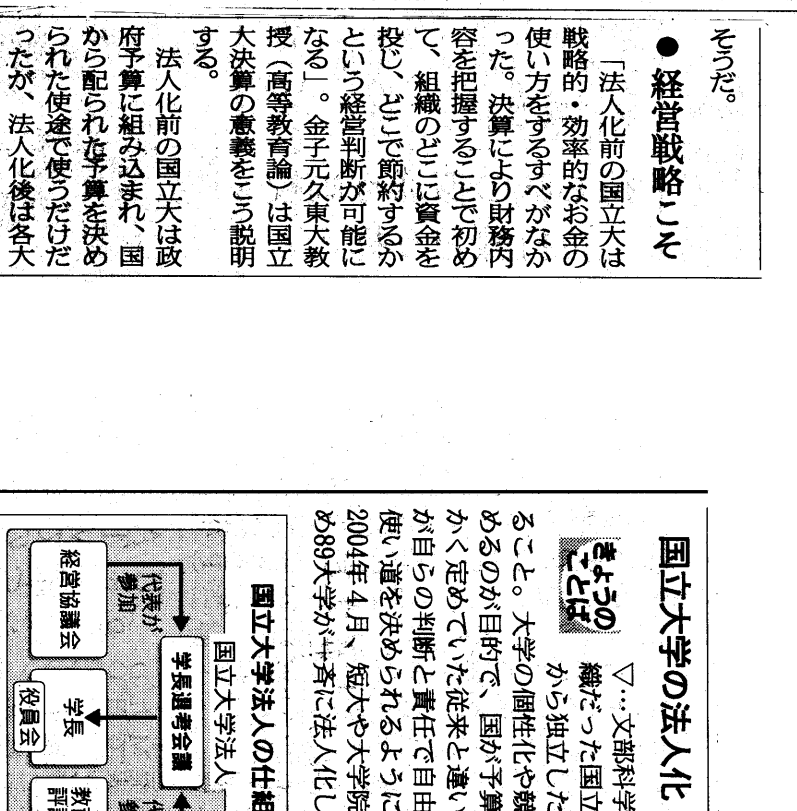 そうだ。
● 経営戦略こそ
「法人化前の国立大は
戦略的・効率的なお金の
使い方をするすべがなか
った。決算により財務内
容を把握することで初め
て、組織のどこに資金を
投じ、どこで節約するか
という経営判断が可能に
なる」。金子元久東大教
授(高等教育論)は国立
大決算の意義をこう説明
する。
法人化前の国立大は政
府予算に組み込まれ、国
から配られた予算を決め
られた使途で使うだけだ
ったが、法人化後は各大
国立大学の法人化
きょうの
ことば
▽…文部科学
織だった国立
から独立した
ること。大学の個性化や競
めるのが目的で、国が予算
かく定めていた従来と違い
が自らの判断と責任で自由
使い道を決められるように
2004年4月、短大や大学院
め89大学が一斉に法人化し
国立大学法人の仕組
国立大学法人
学長選考会議
代表が
参加
経営協議会
学長
役員会
代
教
評